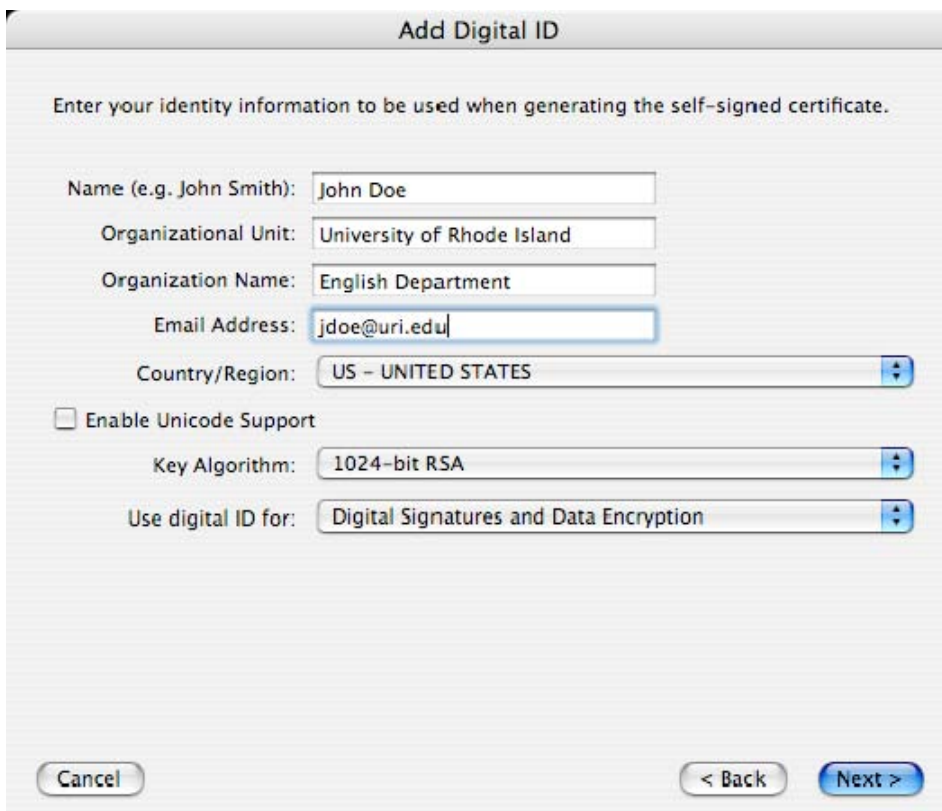 Add Digital ID
Enter your identity information to be used when generating the self-signed certificate.
Name (e.g. John Smith): John Doe
Organizational Unit: University of Rhode Island
Organization Name: English Department
Email Address: jdoe@uri.edu
Country/Region: US - UNITED STATES
Enable Unicode Support
Key Algorithm: 1024-bit RSA
Use digital ID for: Digital Signatures and Data Encryption
Cancel < Back Next >